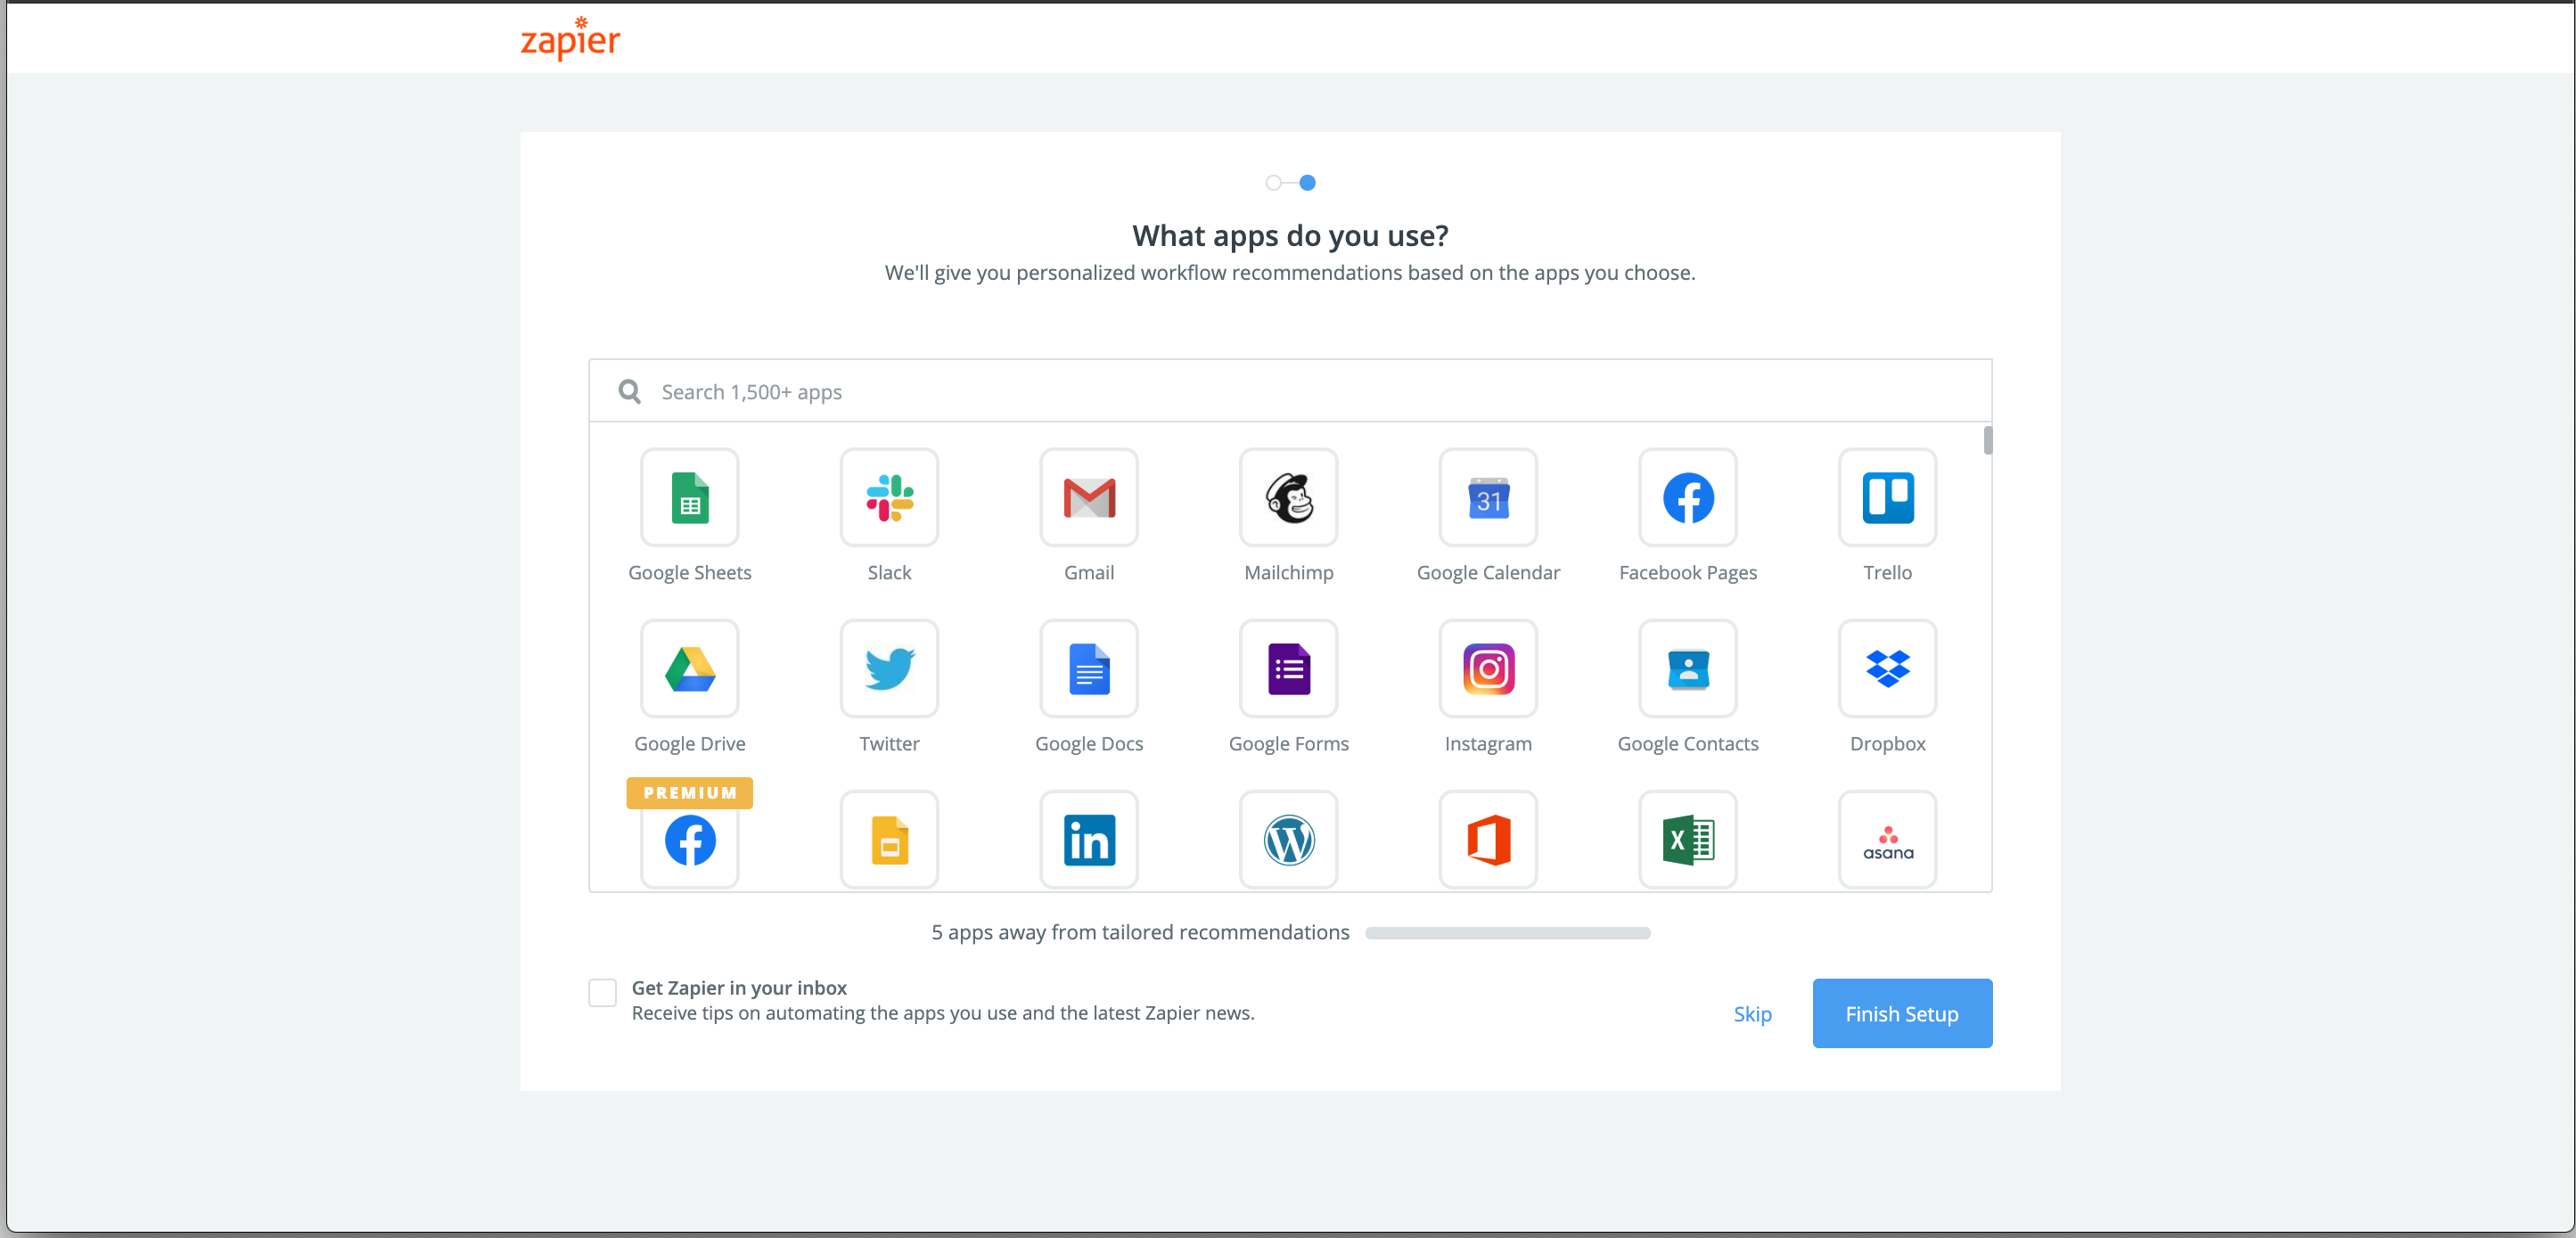 zapier
What apps do you use?
We'll give you personalized workflow recommendations based on the apps you choose.
Search 1,500+ apps
31
Google Sheets
Slack
Gmail
Mailchimp
Google Calendar
Facebook Pages
Trello
Google Drive
Twitter
Google Docs
Google Forms
Instagram
Google Contacts
Dropbox
PREMIUM
in
W
X
asana
5 apps away from tailored recommendations
Get Zapier in your inbox
Receive tips on automating the apps you use and the latest Zapier news.
Skip
Finish Setup